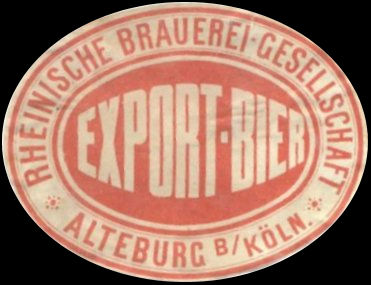 RHEINISCHE BRAUEREI-GESELLSCHAFT
EXPORT-BIER
ALTEBURG B/KÖLN.